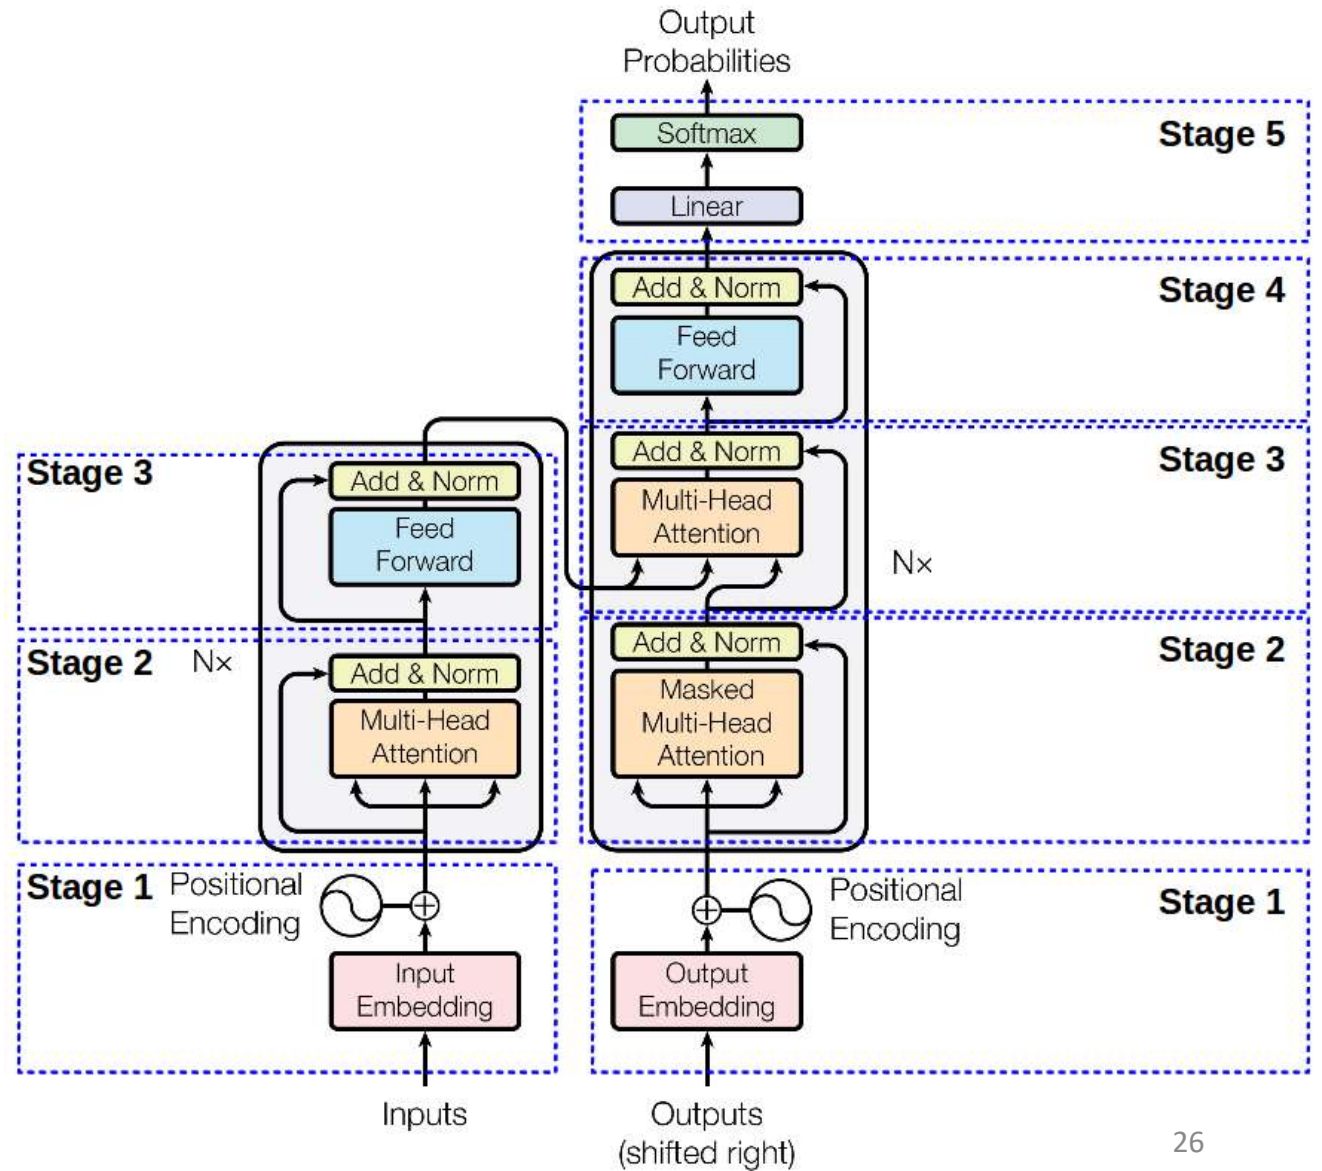 Output
Probabilities
Softmax
Stage 5
Linear
Add & Norm
Stage 4
Feed
Forward
Add & Norm
Stage 3
Multi-Head
Attention
N×
Add & Norm
Stage 2
Masked
Multi-Head
Attention
Positional
Encoding
Stage 1
Output
Embedding
Outputs
(shifted right)
Stage 3
Add & Norm
Feed
Forward
Stage 2
N×
Add & Norm
Multi-Head
Attention
Stage 1
Positional
Encoding
Input
Embedding
Inputs
26